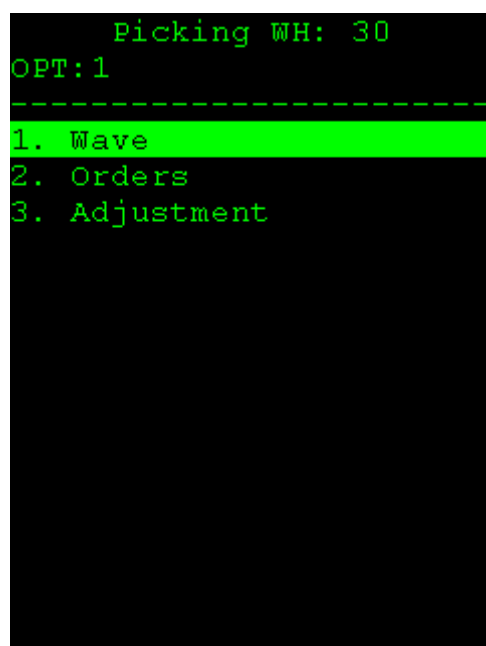 Picking WH: 30
OPT:1
------------------------
1. Wave
2. Orders
3. Adjustment